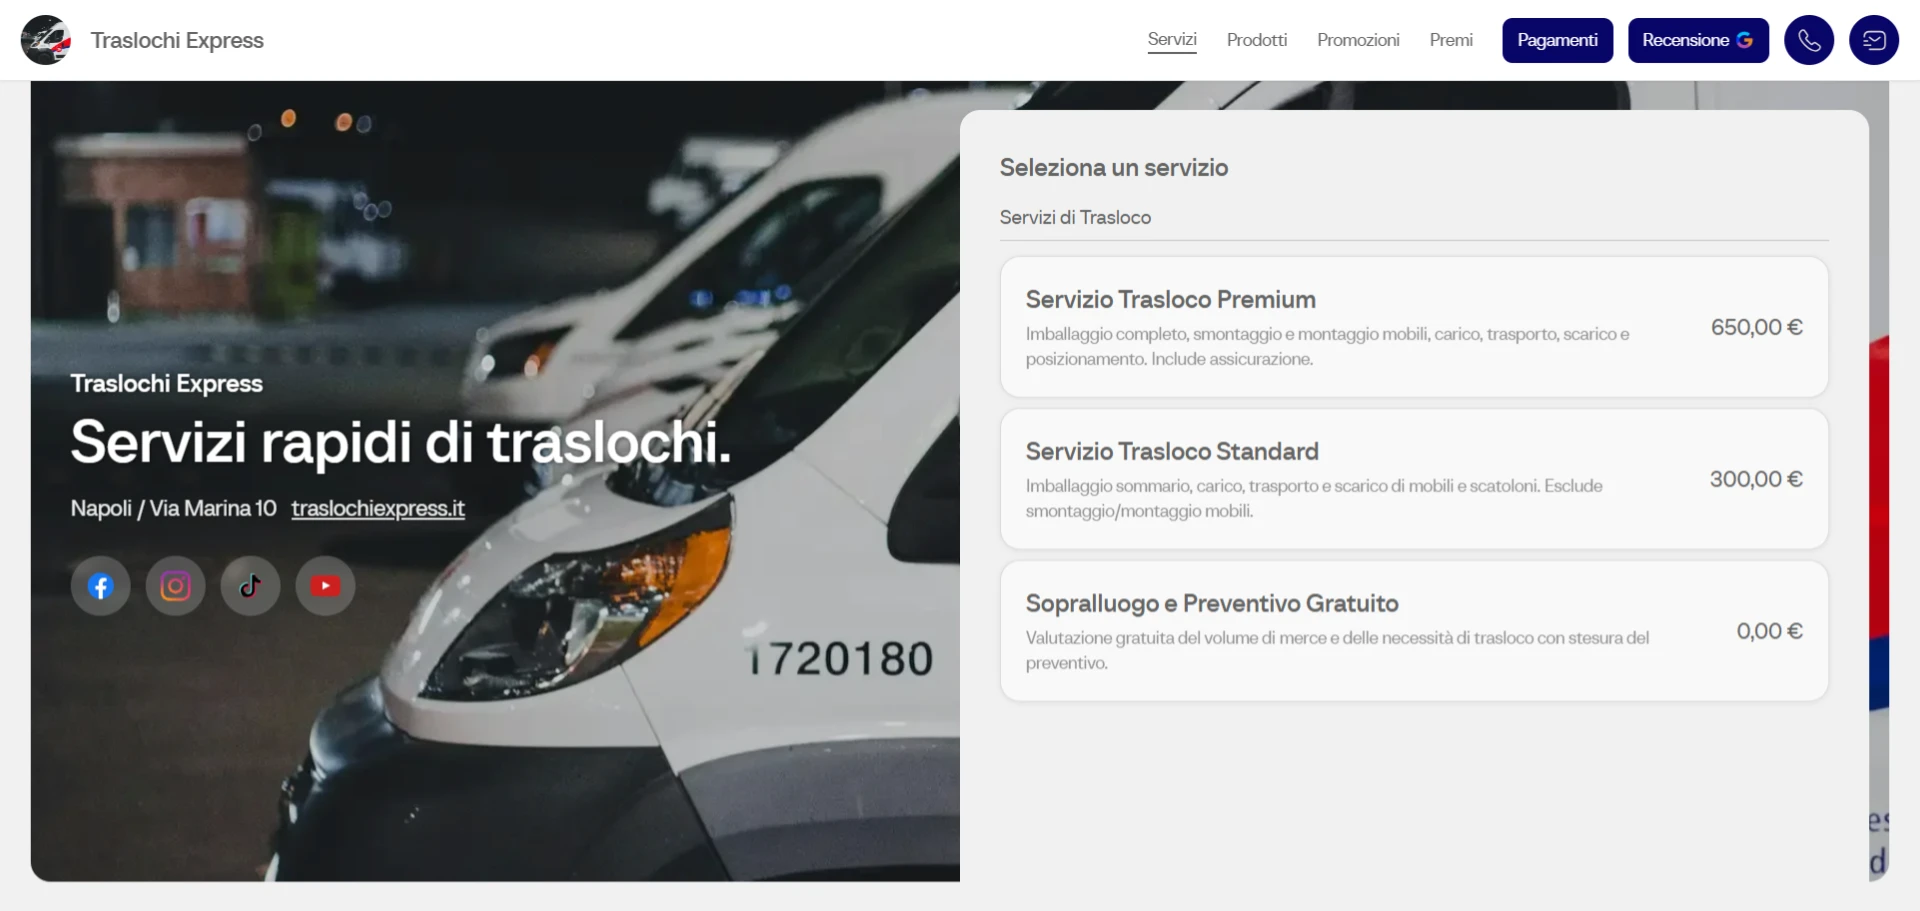 Traslochi Express
Servizi
Prodotti
Promozioni
Premi
Pagamenti
Recensione
Traslochi Express
Servizi rapidi di traslochi.
Napoli / Via Marina 10 traslochiexpress.it
1720180
Seleziona un servizio
Servizi di Trasloco
Servizio Trasloco Premium
Imballaggio completo, smontaggio e montaggio mobili, carico, trasporto, scarico e
posizionamento. Include assicurazione.
650,00 €
Servizio Trasloco Standard
Imballaggio sommario, carico, trasporto e scarico di mobili e scatoloni. Esclude
smontaggio/montaggio mobili.
300,00 €
Sopralluogo e Preventivo Gratuito
Valutazione gratuita del volume di merce e delle necessità di trasloco con stesura del
preventivo.
0,00 €